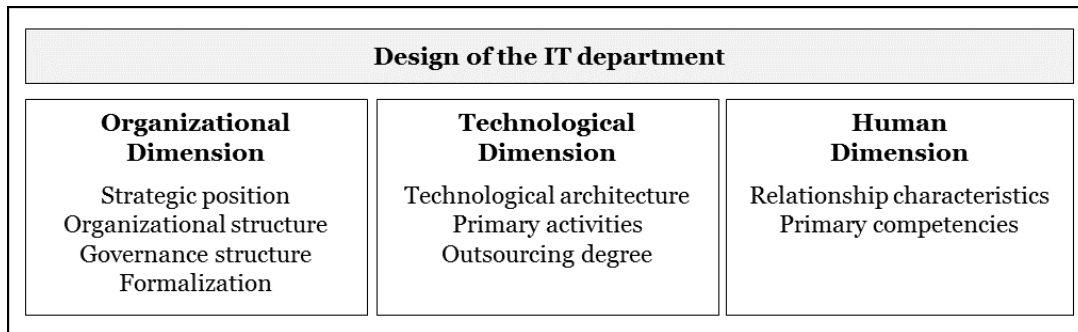 Design of the IT department
Organizational
Dimension
Strategic position
Organizational structure
Governance structure
Formalization
Technological
Dimension
Technological architecture
Primary activities
Outsourcing degree
Human
Dimension
Relationship characteristics
Primary competencies